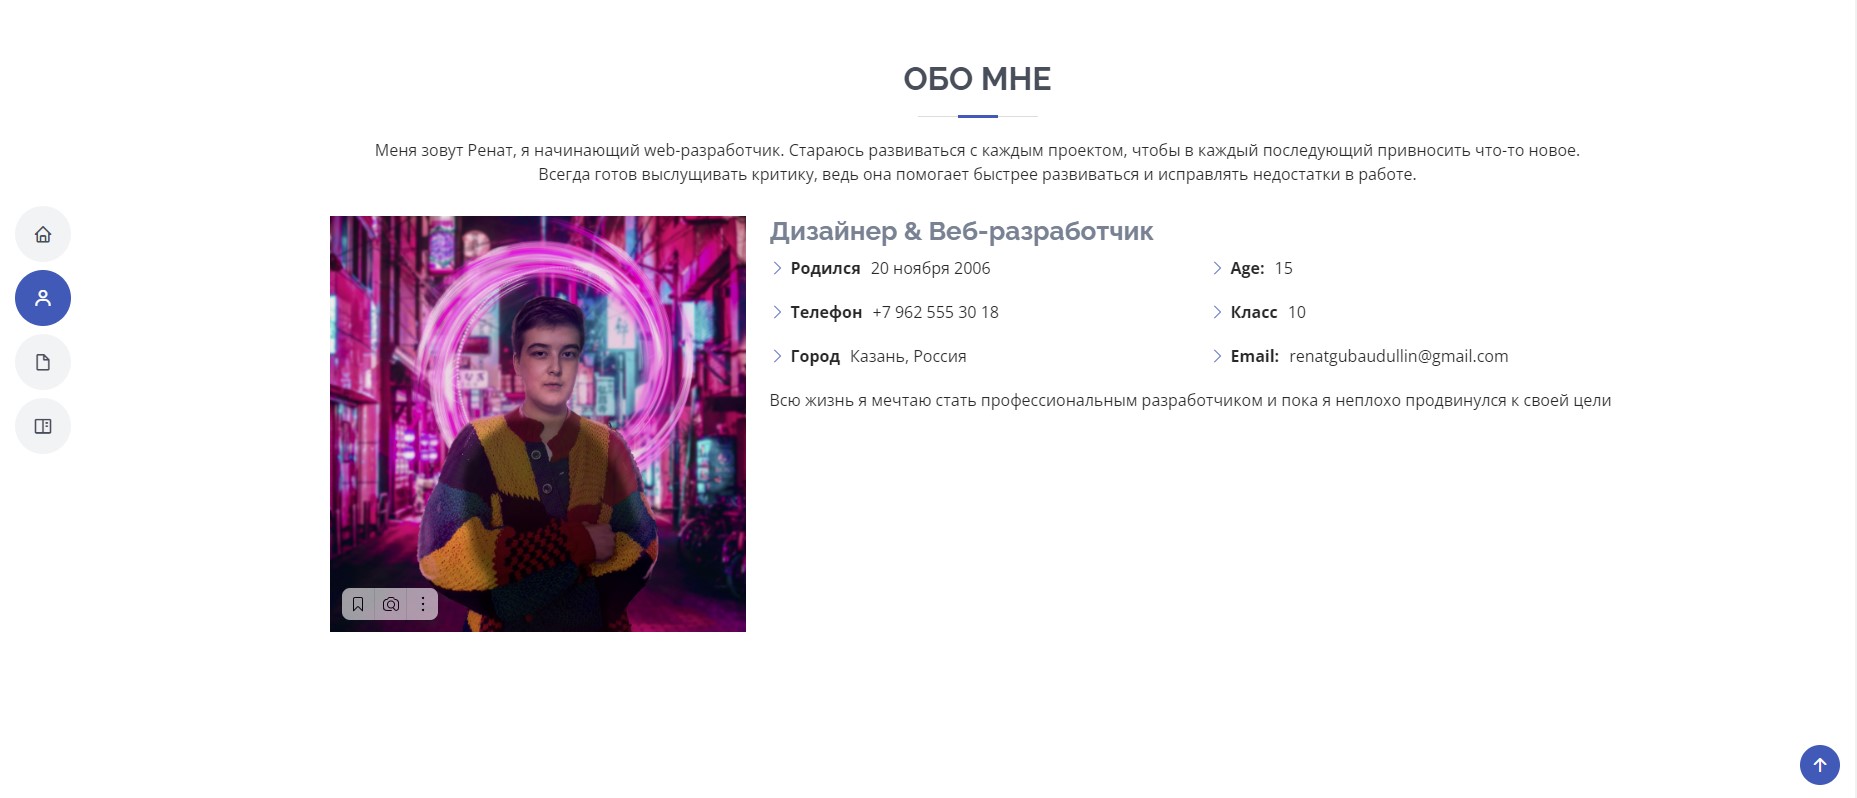 ОБО МНЕ
Меня зовут Ренат, я начинающий web-разработчик. Стараюсь развиваться с каждым проектом, чтобы в каждый последующий привносить что-то новое.
Всегда готов выслущивать критику, ведь она помогает быстрее развиваться и исправлять недостатки в работе.
Дизайнер & Веб-разработчик
Родился 20 ноября 2006
Age: 15
Телефон +7 962 555 30 18
Класс 10
Город Казань, Россия
Email: renatgubaudullin@gmail.com
Всю жизнь я мечтаю стать профессиональным разработчиком и пока я неплохо продвинулся к своей цели